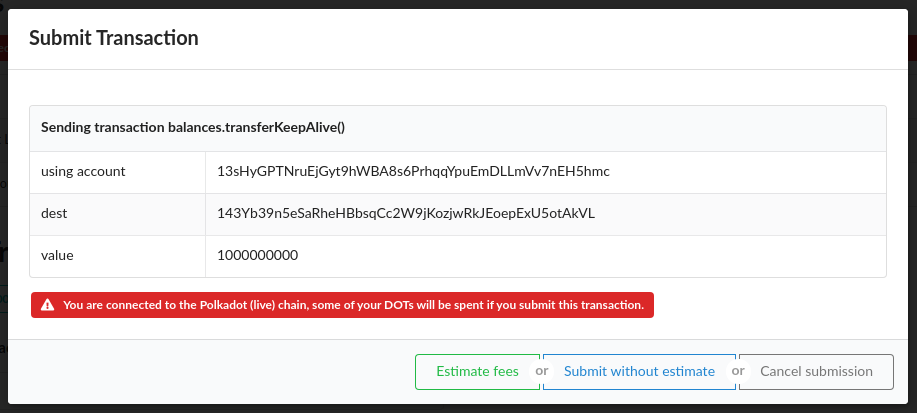 Submit Transaction
Sending transaction balances.transferKeepAlive()
using account 13sHyGPTNruEjGyt9hWBA8s6PrhqqYpuEmDLLmVv7nEH5hmc
dest 143Yb39n5eSaRheHBbsqCc2W9jKozjwRkJEoepExU5otAkVL
value 1000000000
You are connected to the Polkadot (live) chain, some of your DOTs will be spent if you submit this transaction.
Estimate fees or Submit without estimate or Cancel submission